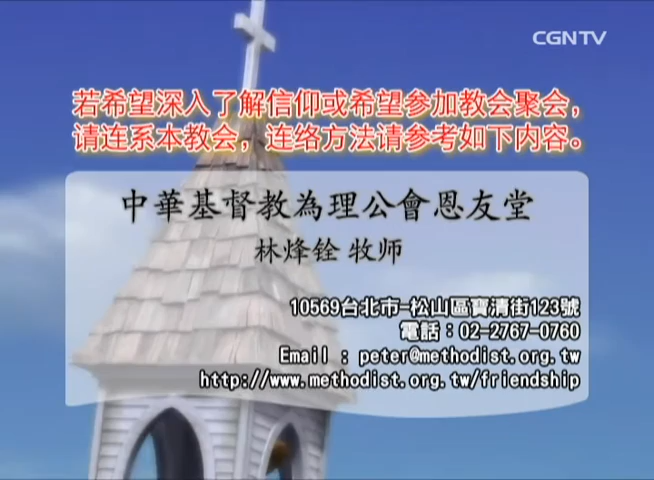 CGNTV
若希望深入了解信仰或希望参加教会聚会，
请连系本教会，连络方法请参考如下内容。
中華基督教為理公會恩友堂
林烽铨 牧师
10569台北市-松山區寶清街123號
電話：02-2767-0760
Email : peter@methodist.org.tw
http://www.methodist.org.tw/friendship